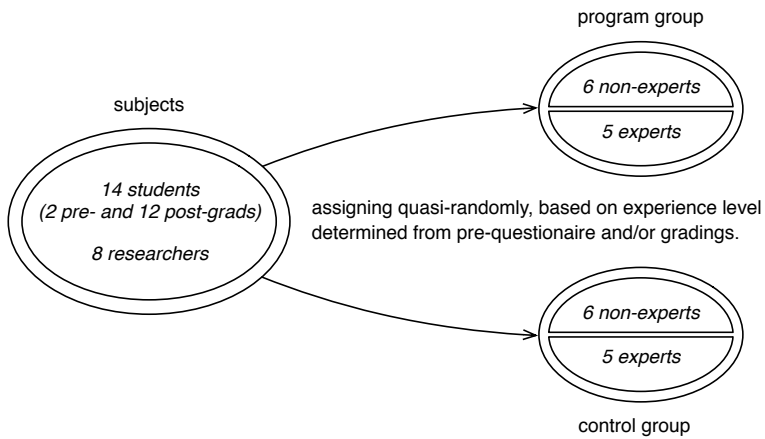 program group
6 non-experts
5 experts
subjects
14 students
(2 pre- and 12 post-grads)
8 researchers
assigning quasi-randomly, based on experience level
determined from pre-questionaire and/or gradings.
6 non-experts
5 experts
control group